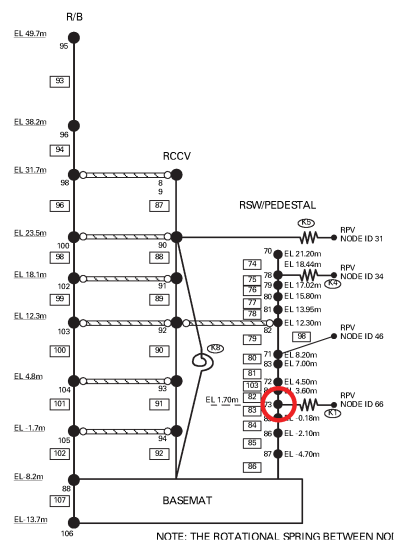 R/B
EL 49.7m
95
93
EL 38.2m
96
94
RCCV
EL 31.7m
98
8
9
96
87
RSW/PEDESTAL
K5
EL 23.5m
100
90
RPV
NODE ID 31
70
EL 21.20m
98
88
74
EL 18.44m
78
RPV
NODE ID 34
K4
EL 18.1m
102
91
75
79
EL 17.02m
76
80
EL 15.80m
99
89
77
81
EL 13.95m
78
EL 12.3m
103
92
82
EL 12.30m
98
RPV
NODE ID 46
79
100
90
K8
71
EL 8.20m
80
83
EL 7.00m
81
EL 4.8m
104
93
72
EL 4.50m
103
3.60m
82
EL 1.70m
73
RPV
NODE ID 66
K1
101
91
83
-0.18m
84
EL -1.7m
105
94
86
EL -2.10m
85
102
92
87
EL -4.70m
86
EL-8.2m
88
107
BASEMAT
EL-13.7m
106
NOTE: THE ROTATIONAL SPRING BETWEEN